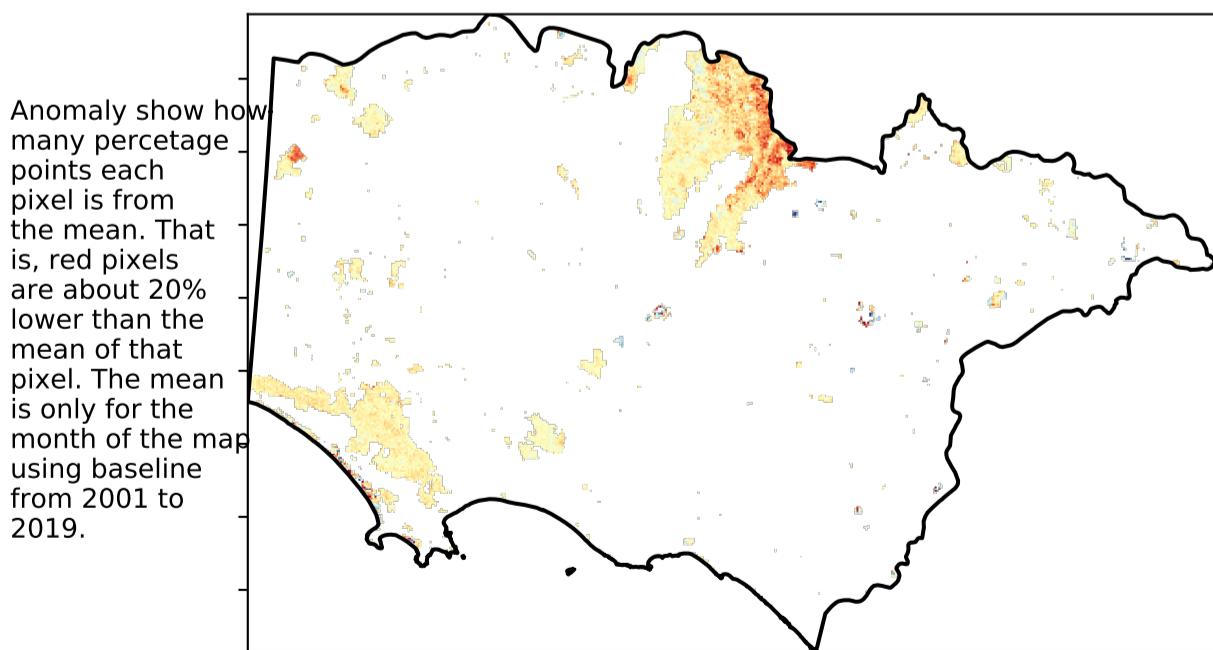 Anomaly show how
many percetage
points each
pixel is from
the mean. That
is, red pixels
are about 20%
lower than the
mean of that
pixel. The mean
is only for the
month of the map
using baseline
from 2001 to
2019.